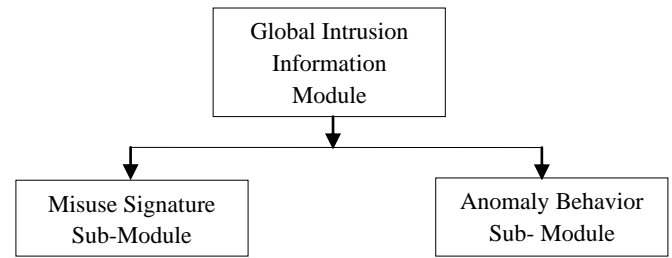 Global Intrusion
Information
Module
Misuse Signature
Sub-Module
Anomaly Behavior
Sub- Module